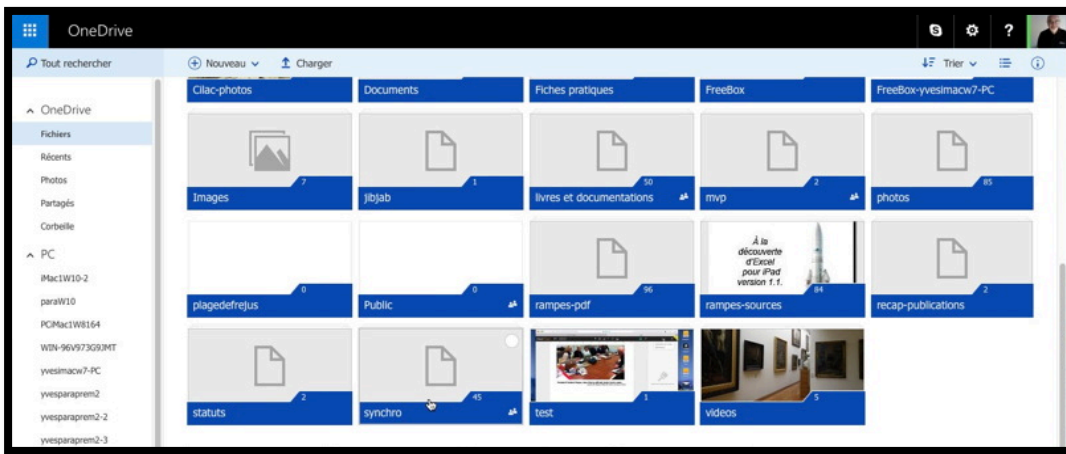 OneDrive
?
Tout rechercher
Nouveau
Charger
Trier
OneDrive
Fichiers
Récents
Photos
Partagés
Corbeille
PC
iMac1W10-2
paraW10
PCiMac1W8164
WIN-96V973G9JMT
yvesimacw7-PC
yvesparaprem2
yvesparaprem2-2
yvesparaprem2-3
Cilac-photos
Documents
Fiches pratiques
FreeBox
FreeBox-yvesimacw7-PC
7
Images
1
jibjab
50
livres et documentations
2
mvp
85
photos
0
plagedefrejus
0
Public
96
rampes-pdf
À la
découverte
d'Excel
pour iPad
version 1.1.
84
rampes-sources
2
recap-publications
2
statuts
45
synchro
1
test
5
videos